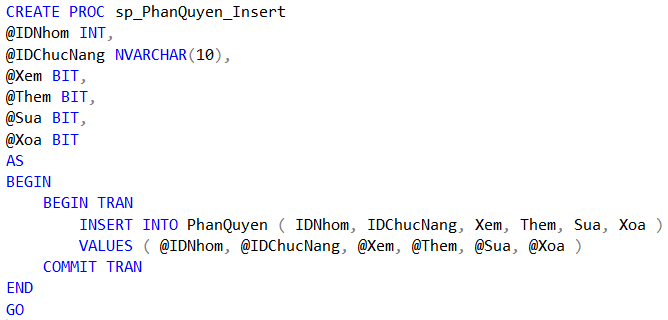 CREATE PROC sp_PhanQuyen_Insert
@IDNhom INT,
@IDChucNang NVARCHAR(10),
@Xem BIT,
@Them BIT,
@Sua BIT,
@Xoa BIT
AS
BEGIN
    BEGIN TRAN
        INSERT INTO PhanQuyen ( IDNhom, IDChucNang, Xem, Them, Sua, Xoa )
        VALUES ( @IDNhom, @IDChucNang, @Xem, @Them, @Sua, @Xoa )
    COMMIT TRAN
END
GO